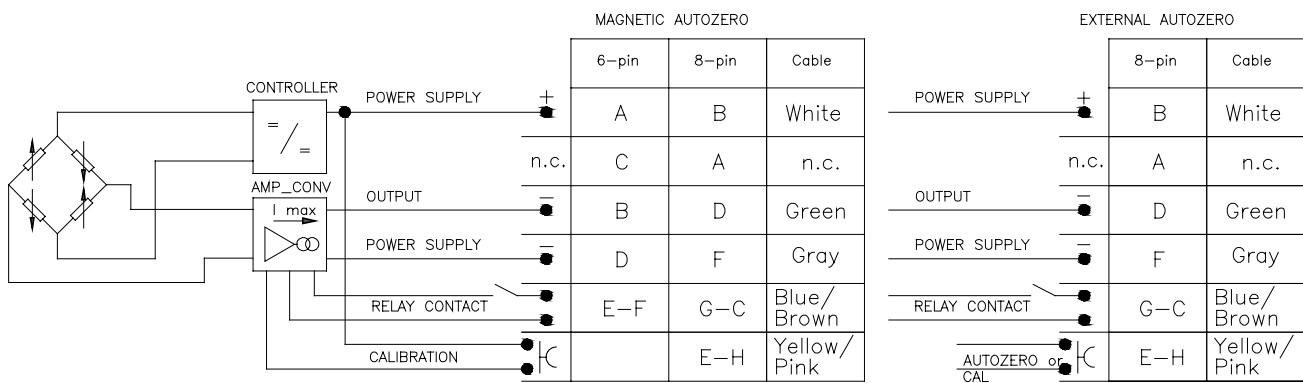 MAGNETIC AUTOZERO
EXTERNAL AUTOZERO
6-pin 8-pin Cable
8-pin Cable
CONTROLLER
= / =
POWER SUPPLY + A B White
POWER SUPPLY + B White
n.c. C A n.c.
n.c. A n.c.
AMP_CONV
I max
OUTPUT − B D Green
OUTPUT − D Green
POWER SUPPLY − D F Gray
POWER SUPPLY − F Gray
RELAY CONTACT E-F G-C Blue/
Brown
RELAY CONTACT G-C Blue/
Brown
CALIBRATION E-H Yellow/
Pink
AUTOZERO or
CAL
E-H Yellow/
Pink